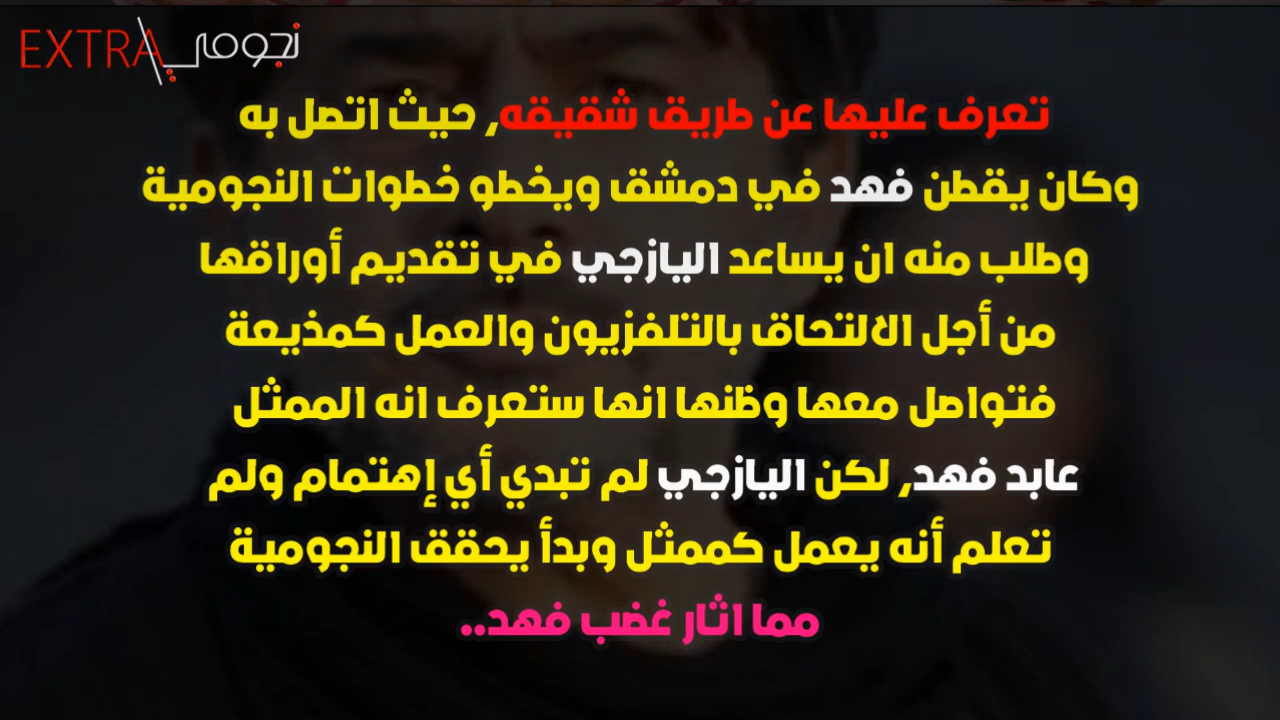 EXTRA نجومي
تعرف عليها عن طريق شقيقه, حيث اتصل به
وكان يقطن فهد في دمشق ويخطو خطوات النجومية
وطلب منه ان يساعد اليازجي في تقديم أوراقها
من أجل الالتحاق بالتلفزيون والعمل كمذيعة
فتواصل معها وظنها انها ستعرف انه الممثل
عابد فهد, لكن اليازجي لم تبدي أي إهتمام ولم
تعلم أنه يعمل كممثل وبدأ يحقق النجومية
مما اثار غضب فهد..